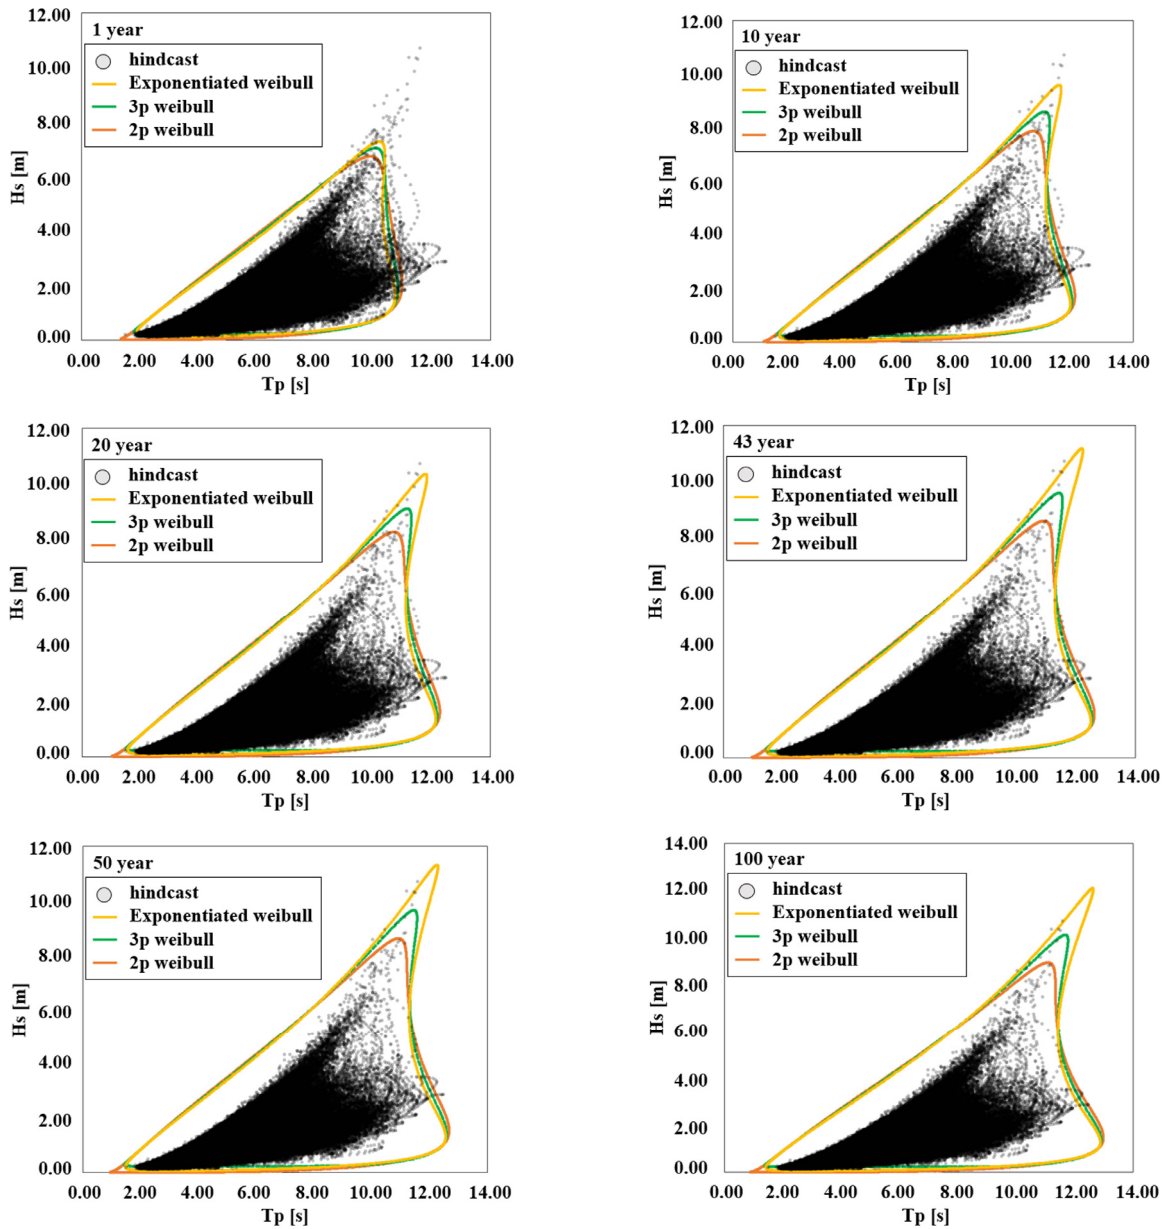 12.00
1 year
hindcast
Exponentiated weibull
3p weibull
2p weibull
10.00
8.00
6.00
4.00
2.00
0.00
Hs [m]
0.00 2.00 4.00 6.00 8.00 10.00 12.00 14.00
Tp [s]
12.00
10 year
hindcast
Exponentiated weibull
3p weibull
2p weibull
10.00
8.00
6.00
4.00
2.00
0.00
Hs [m]
0.00 2.00 4.00 6.00 8.00 10.00 12.00 14.00
Tp [s]
12.00
20 year
hindcast
Exponentiated weibull
3p weibull
2p weibull
10.00
8.00
6.00
4.00
2.00
0.00
Hs [m]
0.00 2.00 4.00 6.00 8.00 10.00 12.00 14.00
Tp [s]
12.00
43 year
hindcast
Exponentiated weibull
3p weibull
2p weibull
10.00
8.00
6.00
4.00
2.00
0.00
Hs [m]
0.00 2.00 4.00 6.00 8.00 10.00 12.00 14.00
Tp [s]
12.00
50 year
hindcast
Exponentiated weibull
3p weibull
2p weibull
10.00
8.00
6.00
4.00
2.00
0.00
Hs [m]
0.00 2.00 4.00 6.00 8.00 10.00 12.00 14.00
Tp [s]
14.00
100 year
hindcast
Exponentiated weibull
3p weibull
2p weibull
12.00
10.00
8.00
6.00
4.00
2.00
0.00
Hs [m]
0.00 2.00 4.00 6.00 8.00 10.00 12.00 14.00
Tp [s]